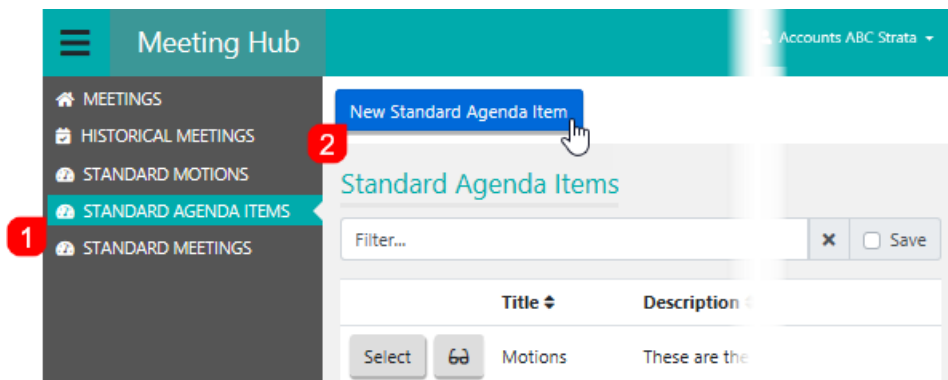 Meeting Hub
Accounts ABC Strata
MEETINGS
HISTORICAL MEETINGS
STANDARD MOTIONS
STANDARD AGENDA ITEMS
STANDARD MEETINGS
1
New Standard Agenda Item
2
Standard Agenda Items
Filter...
Save
Title Description
Select Motions These are the